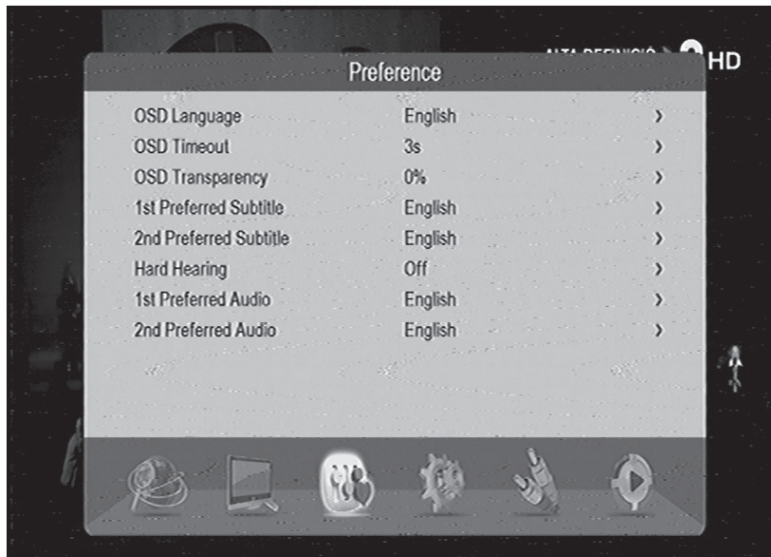 HD
Preference
OSD Language English
OSD Timeout 3s
OSD Transparency 0%
1st Preferred Subtitle English
2nd Preferred Subtitle English
Hard Hearing Off
1st Preferred Audio English
2nd Preferred Audio English